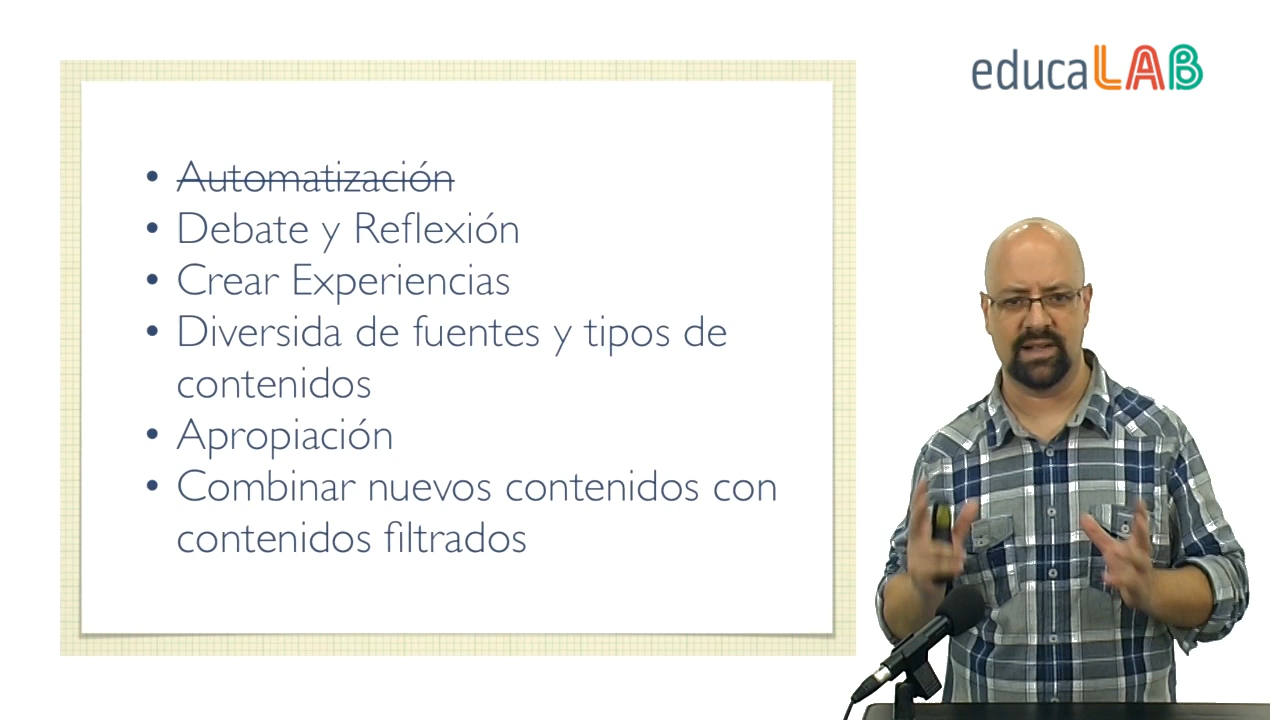 educaLAB
• Automatización
• Debate y Reflexión
• Crear Experiencias
• Diversida de fuentes y tipos de
contenidos
• Apropiación
• Combinar nuevos contenidos con
contenidos filtrados